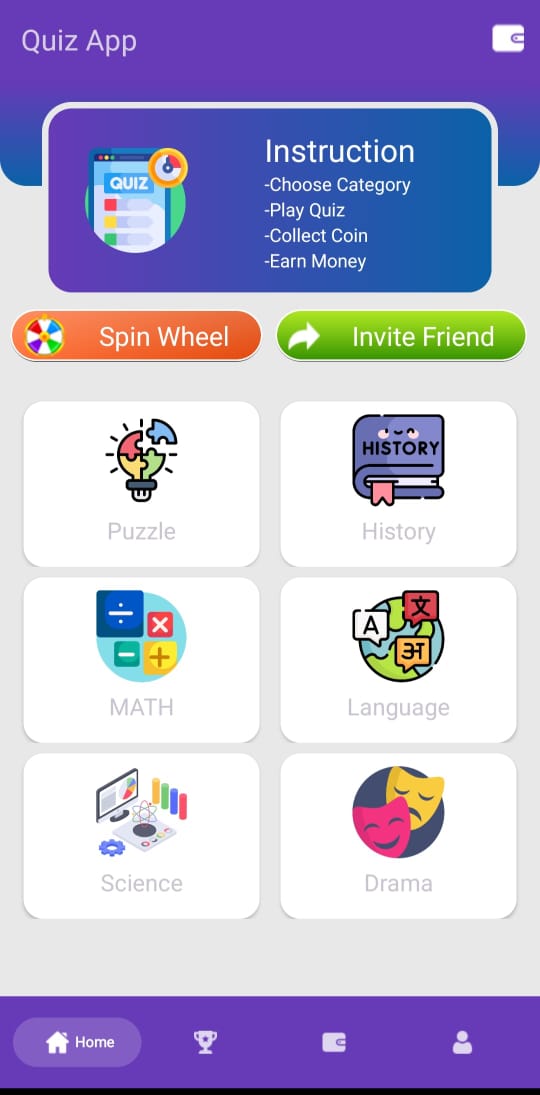 Quiz App
QUIZ
Instruction
-Choose Category
-Play Quiz
-Collect Coin
-Earn Money
Spin Wheel
Invite Friend
HISTORY
Puzzle
History
A
文
अ
MATH
Language
Science
Drama
Home